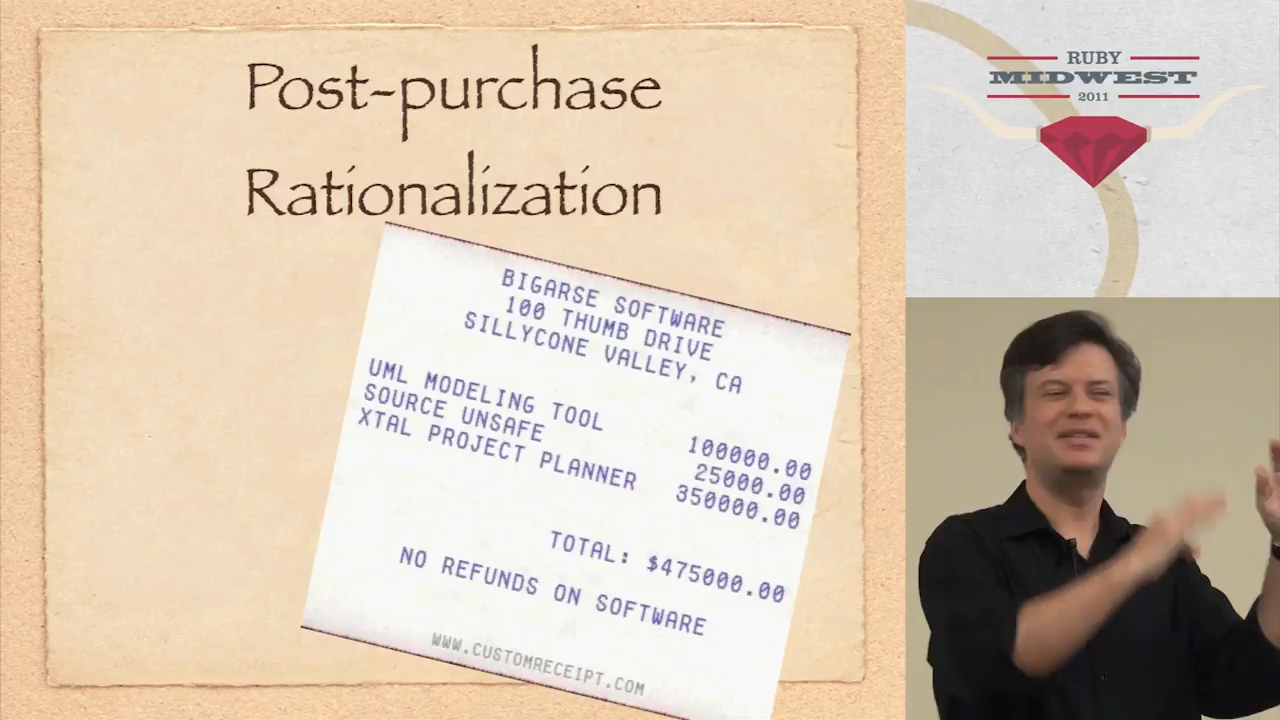 Post-purchase
Rationalization
BIGARSE SOFTWARE
100 THUMB DRIVE
SILLYCONE VALLEY, CA
UML MODELING TOOL 100000.00
SOURCE UNSAFE 25000.00
XTAL PROJECT PLANNER 350000.00
TOTAL: $475000.00
NO REFUNDS ON SOFTWARE
WWW.CUSTOMRECEIPT.COM
RUBY
MIDWEST
2011